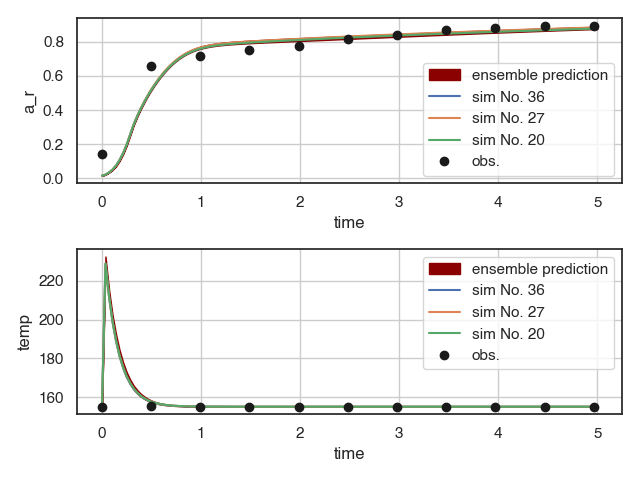 0.8
0.6
0.4
0.2
0.0
a_r
ensemble prediction
sim No. 36
sim No. 27
sim No. 20
obs.
0 1 2 3 4 5
time
220
200
180
160
temp
ensemble prediction
sim No. 36
sim No. 27
sim No. 20
obs.
0 1 2 3 4 5
time